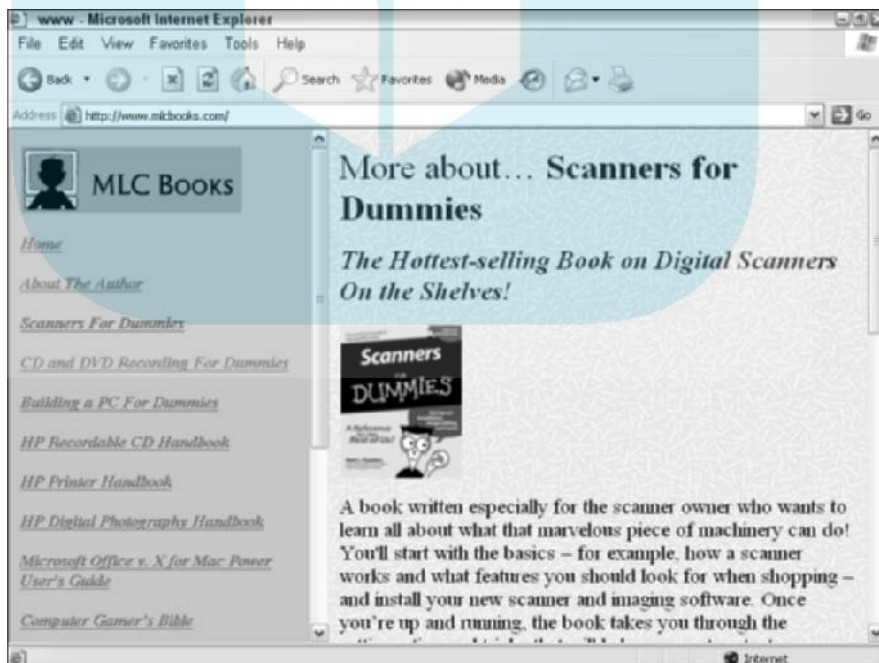 www - Microsoft Internet Explorer
File Edit View Favorites Tools Help
Back Search Favorites Media
Address http://www.mlcbooks.com/ Go
MLC BOOKS
Home
About The Author
Scanners For Dummies
CD and DVD Recording For Dummies
Building a PC For Dummies
HP Recordable CD Handbook
HP Printer Handbook
HP Digital Photography Handbook
Microsoft Office v. X for Mac Power
User's Guide
Computer Gamer's Bible
More about… Scanners for
Dummies
The Hottest-selling Book on Digital Scanners
On the Shelves!
Scanners
FOR
DUMMIES
A Reference
for the
Rest of Us!
A book written especially for the scanner owner who wants to
learn all about what that marvelous piece of machinery can do!
You'll start with the basics – for example, how a scanner
works and what features you should look for when shopping –
and install your new scanner and imaging software. Once
you're up and running, the book takes you through the
Internet